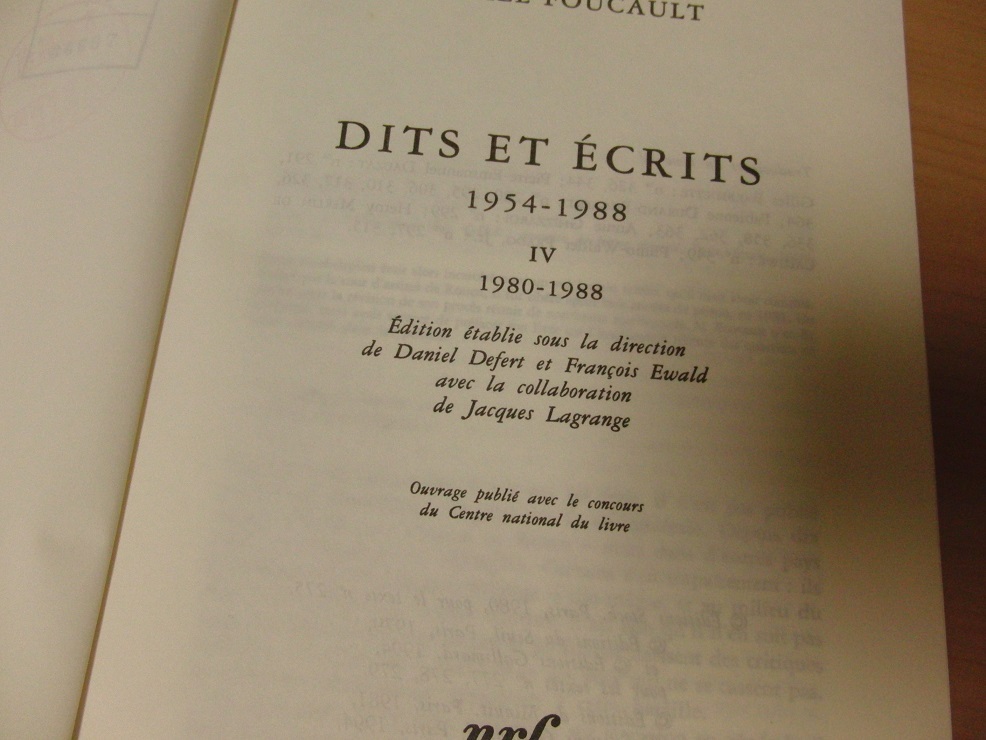 FOUCAULT
DITS ET ÉCRITS
1954-1988
IV
1980-1988
Édition établie sous la direction
de Daniel Defert et François Ewald
avec la collaboration
de Jacques Lagrange
Ouvrage publié avec le concours
du Centre national du livre
nrf